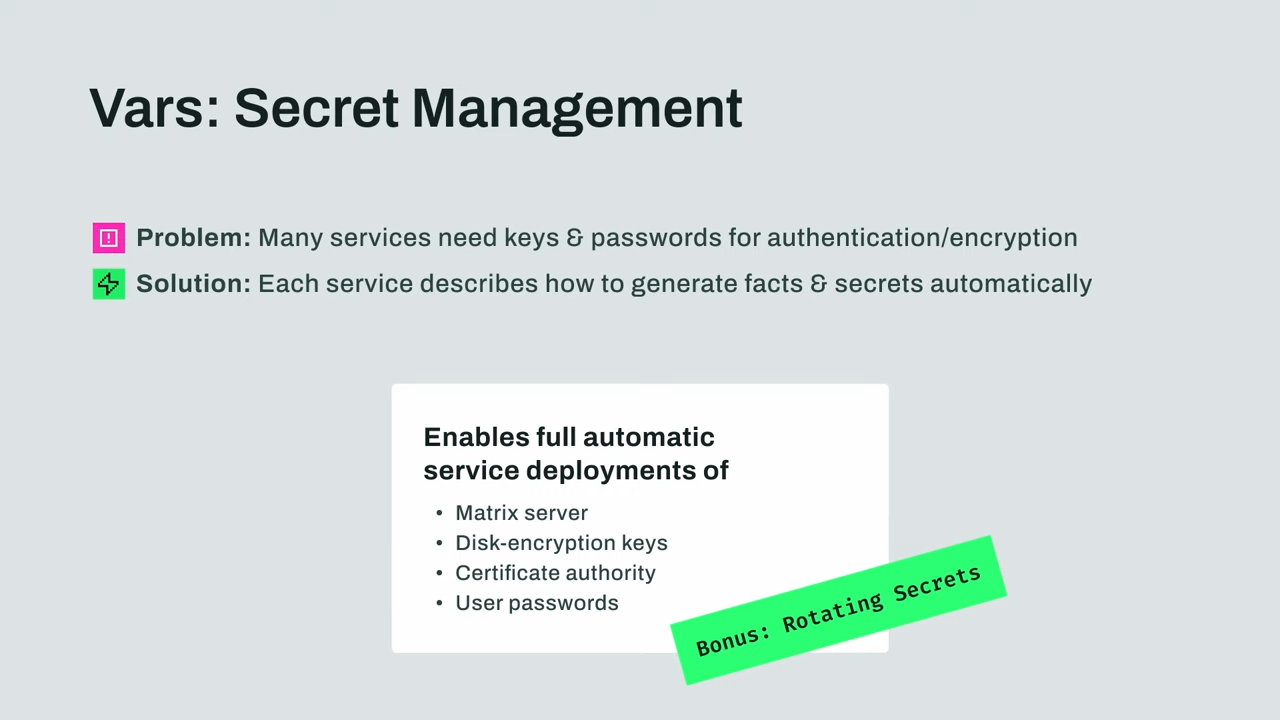 Vars: Secret Management
Problem: Many services need keys & passwords for authentication/encryption
Solution: Each service describes how to generate facts & secrets automatically
Enables full automatic
service deployments of
• Matrix server
• Disk-encryption keys
• Certificate authority
• User passwords
Bonus: Rotating Secrets